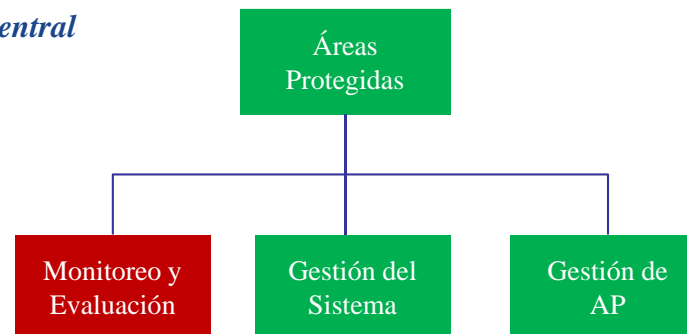 entral
Áreas
Protegidas
Monitoreo y
Evaluación
Gestión del
Sistema
Gestión de
AP